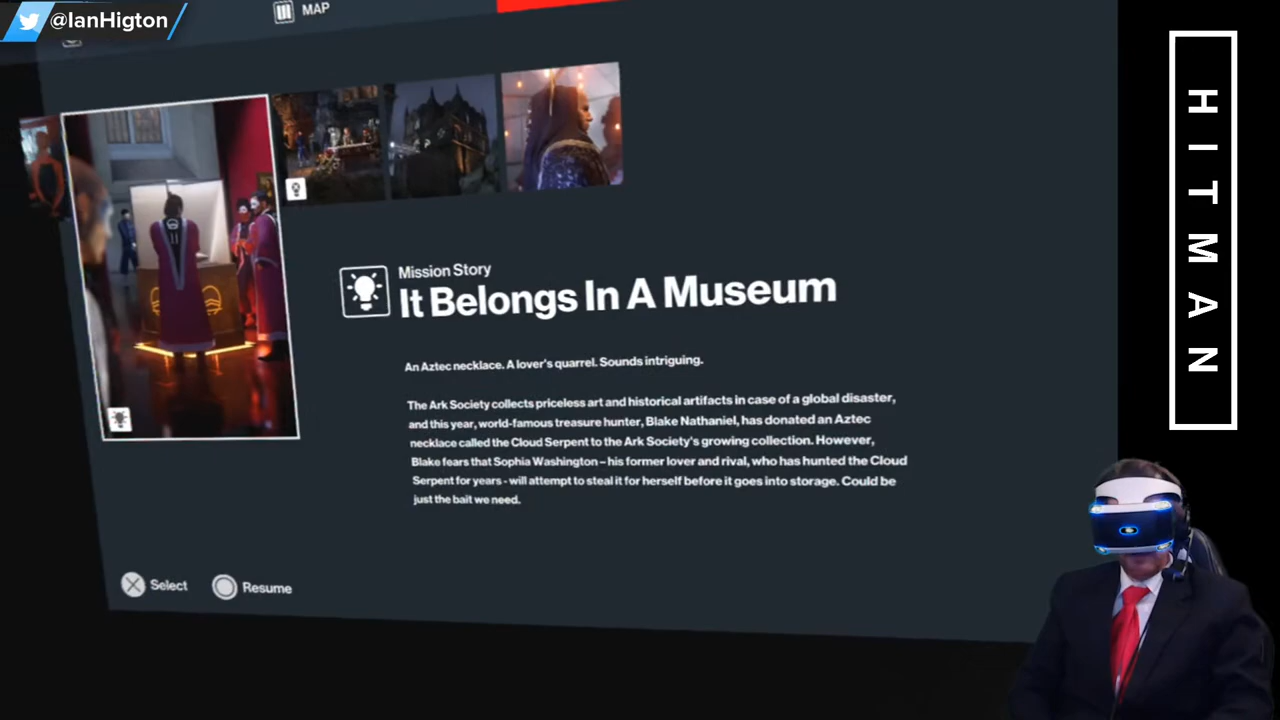 @IanHigton
MAP
HITMAN
Mission Story
It Belongs In A Museum
An Aztec necklace. A lover's quarrel. Sounds intriguing.
The Ark Society collects priceless art and historical artifacts in case of a global disaster,
and this year, world-famous treasure hunter, Blake Nathaniel, has donated an Aztec
necklace called the Cloud Serpent to the Ark Society's growing collection. However,
Blake fears that Sophia Washington – his former lover and rival, who has hunted the Cloud
Serpent for years - will attempt to steal it for herself before it goes into storage. Could be
just the bait we need.
Select
Resume